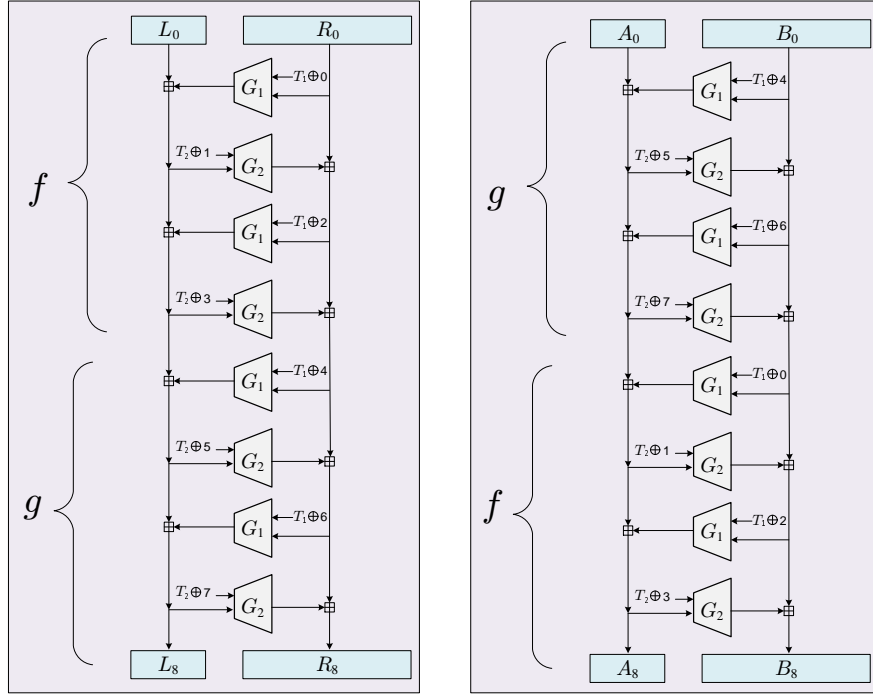 L₀ R₀
G₁ T₁⊕0
T₂⊕1 G₂
G₁ T₁⊕2
T₂⊕3 G₂
f
G₁ T₁⊕4
T₂⊕5 G₂
G₁ T₁⊕6
T₂⊕7 G₂
g
L₈ R₈
A₀ B₀
G₁ T₁⊕4
T₂⊕5 G₂
G₁ T₁⊕6
T₂⊕7 G₂
g
G₁ T₁⊕0
T₂⊕1 G₂
G₁ T₁⊕2
T₂⊕3 G₂
f
A₈ B₈